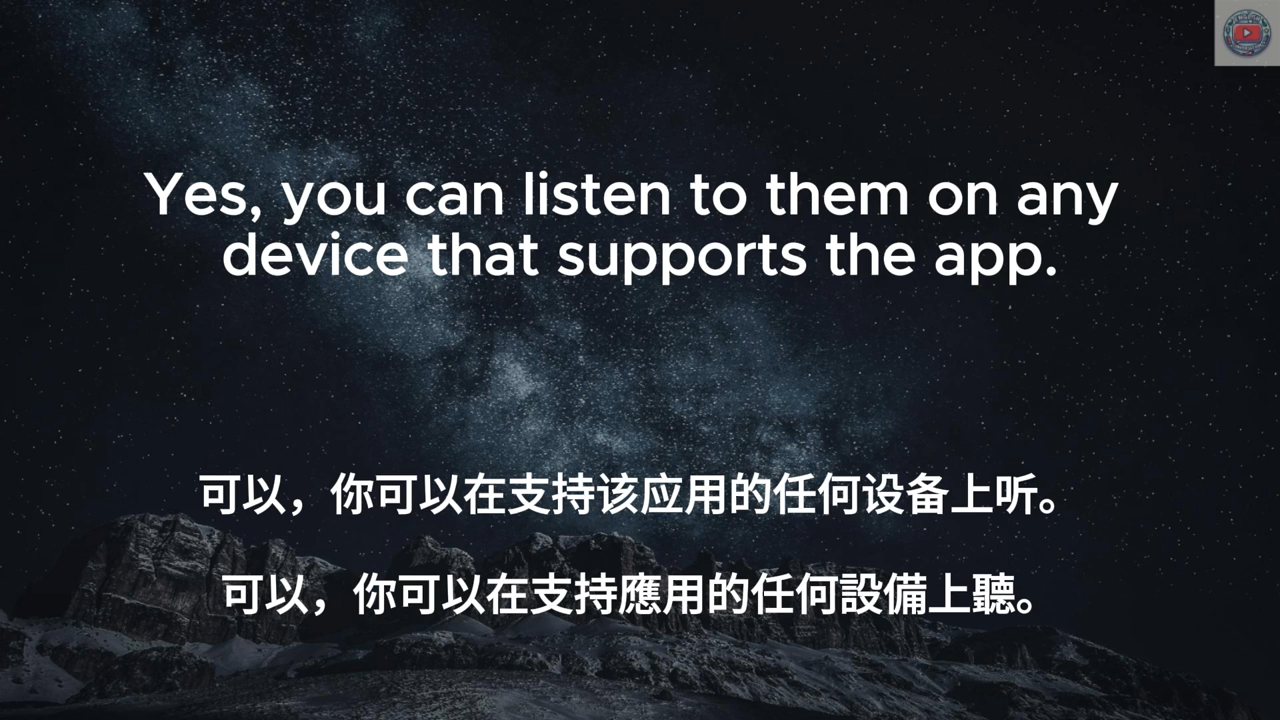 Yes, you can listen to them on any
device that supports the app.
可以，你可以在支持该应用的任何设备上听。
可以，你可以在支持應用的任何設備上聽。